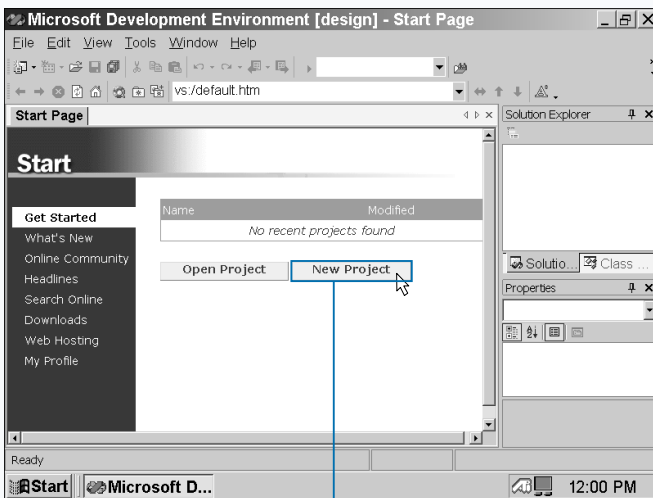 Microsoft Development Environment [design] - Start Page
File Edit View Tools Window Help
vs:/default.htm
Start Page
Solution Explorer
Start
Get Started
What's New
Online Community
Headlines
Search Online
Downloads
Web Hosting
My Profile
Name Modified
No recent projects found
Open Project New Project
Solutio... Class ...
Properties
Ready
Start Microsoft D... 12:00 PM